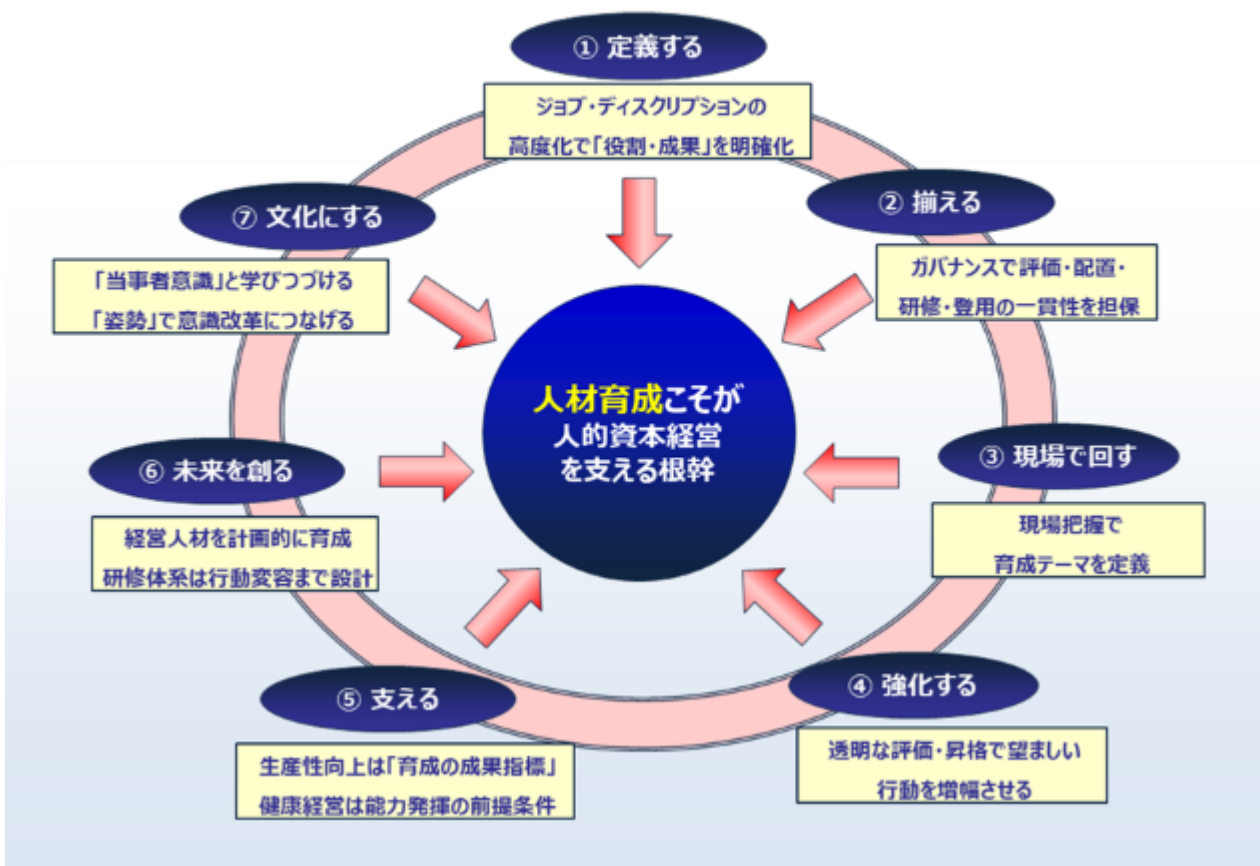 ① 定義する
ジョブ・ディスクリプションの
高度化で「役割・成果」を明確化
② 揃える
ガバナンスで評価・配置・
研修・登用の一貫性を担保
③ 現場で回す
現場把握で
育成テーマを定義
④ 強化する
透明な評価・昇格で望ましい
行動を増幅させる
⑤ 支える
生産性向上は「育成の成果指標」
健康経営は能力発揮の前提条件
⑥ 未来を創る
経営人材を計画的に育成
研修体系は行動変容まで設計
⑦ 文化にする
「当事者意識」と学びつづける
「姿勢」で意識改革につなげる
人材育成こそが
人的資本経営
を支える根幹